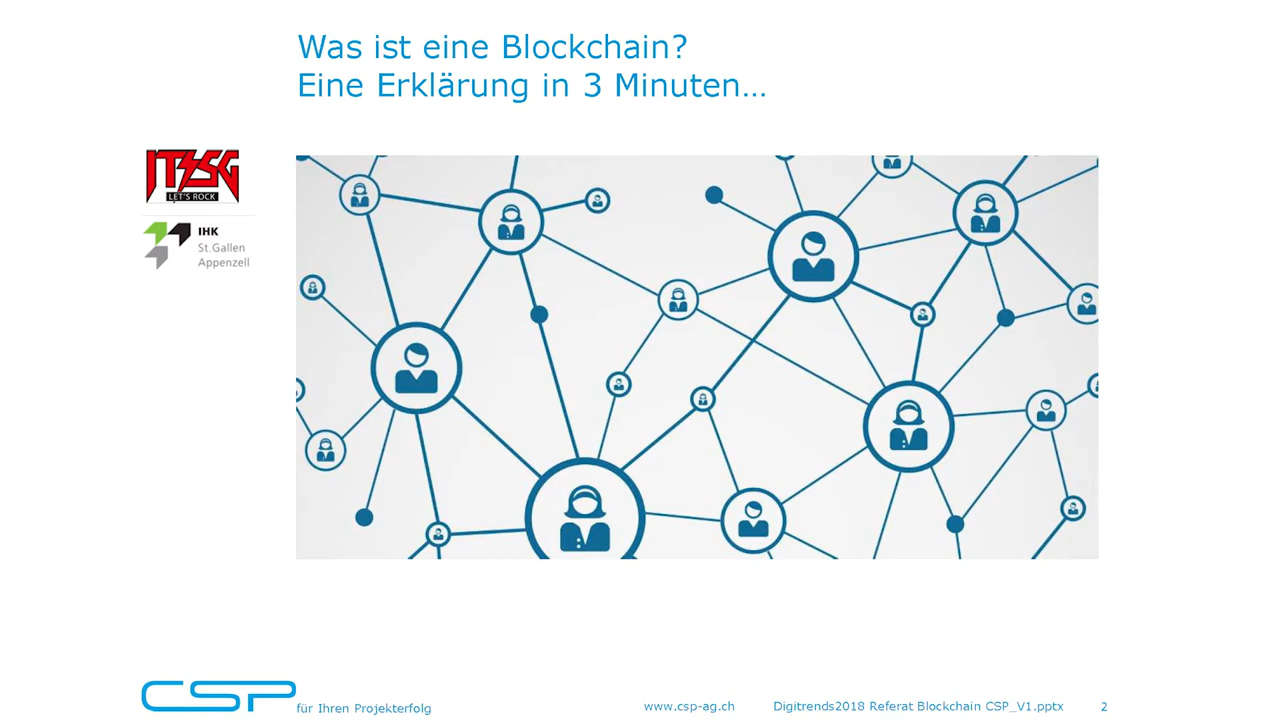 Was ist eine Blockchain?
Eine Erklärung in 3 Minuten…
IT>SG
LET'S ROCK
IHK
St.Gallen
Appenzell
CSP
für Ihren Projekterfolg
www.csp-ag.ch
Digitrends2018 Referat Blockchain CSP_V1.pptx
2